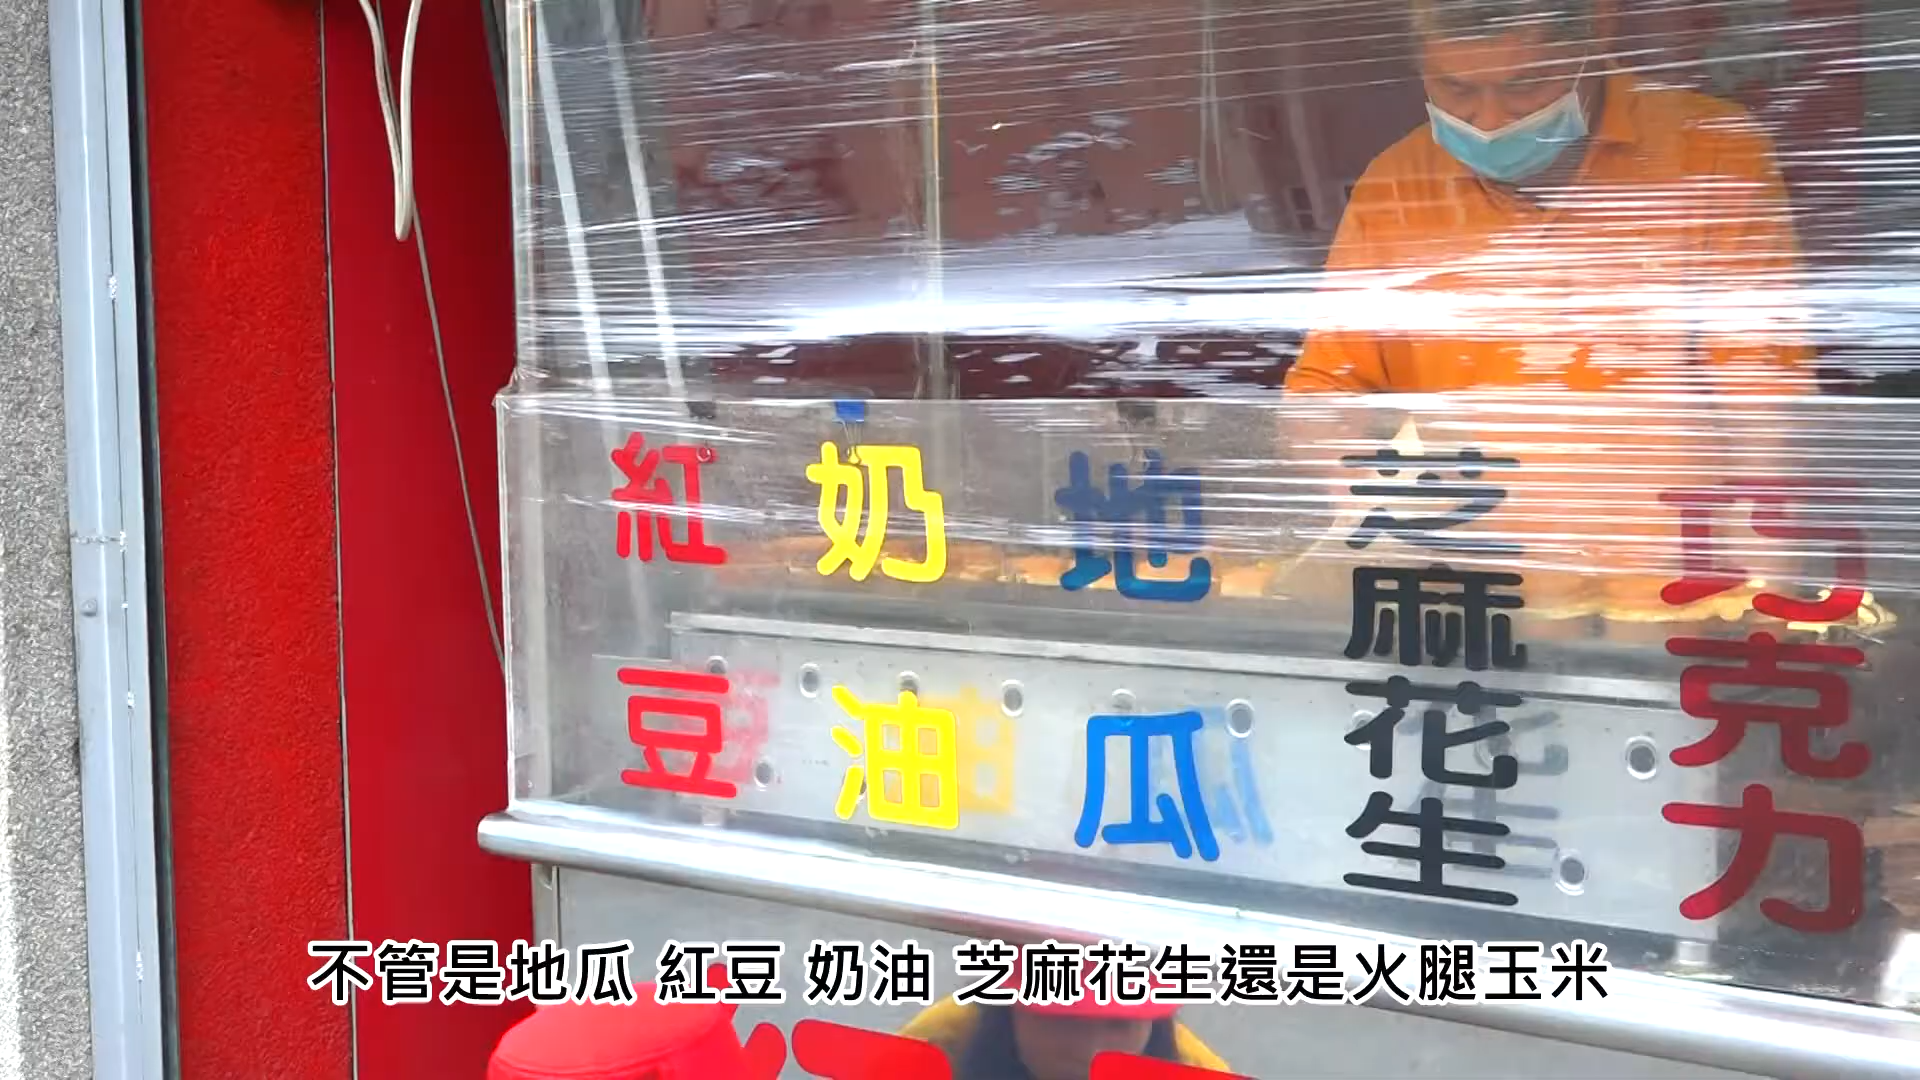 紅豆
奶油
地瓜
芝麻花生
巧克力
不管是地瓜 紅豆 奶油 芝麻花生還是火腿玉米